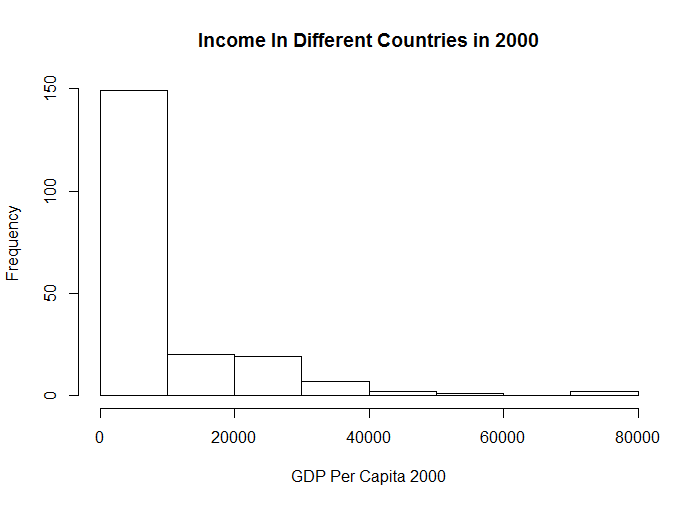 Income In Different Countries in 2000
150
100
50
0
Frequency
0 20000 40000 60000 80000
GDP Per Capita 2000